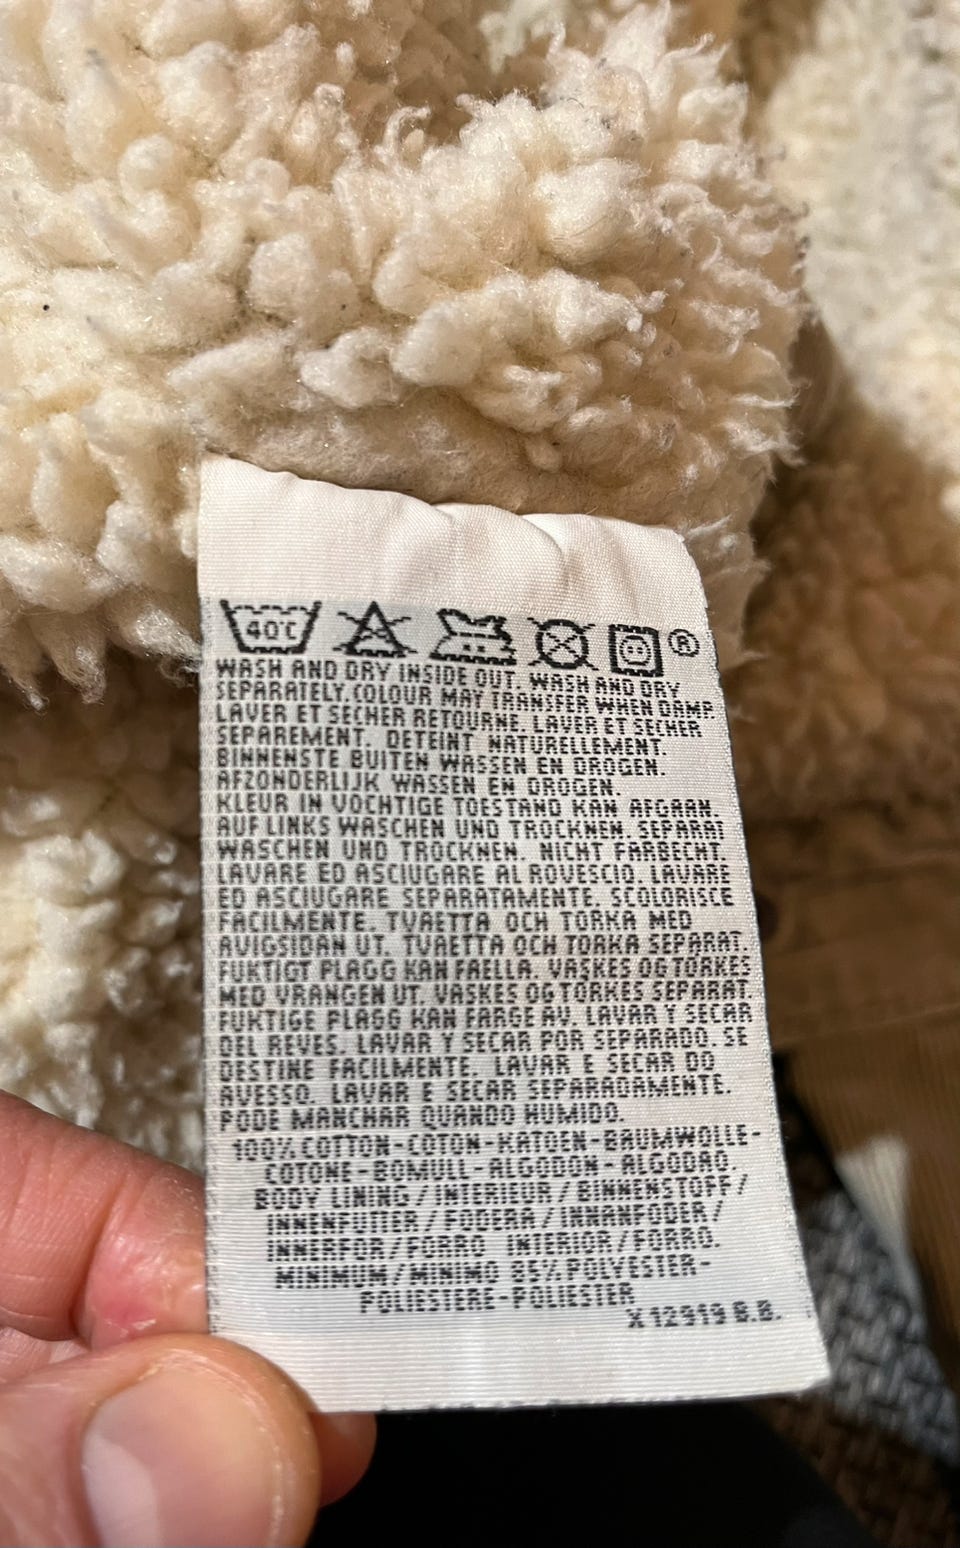 40°C
®
WASH AND DRY INSIDE OUT. WASH AND DRY
SEPARATELY. COLOUR MAY TRANSFER WHEN DAMP.
LAVER ET SECHER RETOURNE. LAVER ET SECHER
SEPAREMENT. DETEINT NATURELLEMENT.
BINNENSTE BUITEN WASSEN EN DROGEN.
AFZONDERLIJK WASSEN EN DROGEN.
KLEUR IN VOCHTIGE TOESTAND KAN AFGAAN.
AUF LINKS WASCHEN UND TROCKNEN. SEPARAT
WASCHEN UND TROCKNEN. NICHT FARBECHT.
LAVARE ED ASCIUGARE AL ROVESCIO. LAVARE
ED ASCIUGARE SEPARATAMENTE. SCOLORISCE
FACILMENTE. TVAETTA OCH TORKA MED
AVIGSIDAN UT. TVAETTA OCH TORKA SEPARAT.
FUKTIGT PLAGG KAN FAELLA. VASKES OG TORKES
MED VRANGEN UT. VASKES OG TORKES SEPARAT.
FUKTIGE PLAGG KAN FARGE AV. LAVAR Y SECAR
DEL REVES. LAVAR Y SECAR POR SEPARADO. SE
DESTINE FACILMENTE. LAVAR E SECAR DO
AVESSO. LAVAR E SECAR SEPARADAMENTE.
PODE MANCHAR QUANDO HUMIDO.
100% COTTON-COTON-KATOEN-BAUMWOLLE-
COTONE-BOMULL-ALGODON-ALGODAO.
BODY LINING/INTERIEUR/BINNENSTOFF/
INNENFUTTER/FODERA/INNANFODER/
INNERFOR/FORRO INTERIOR/FORRO.
MINIMUM/MINIMO 85% POLYESTER-
POLIESTERE-POLIESTER
X12919 B.B.